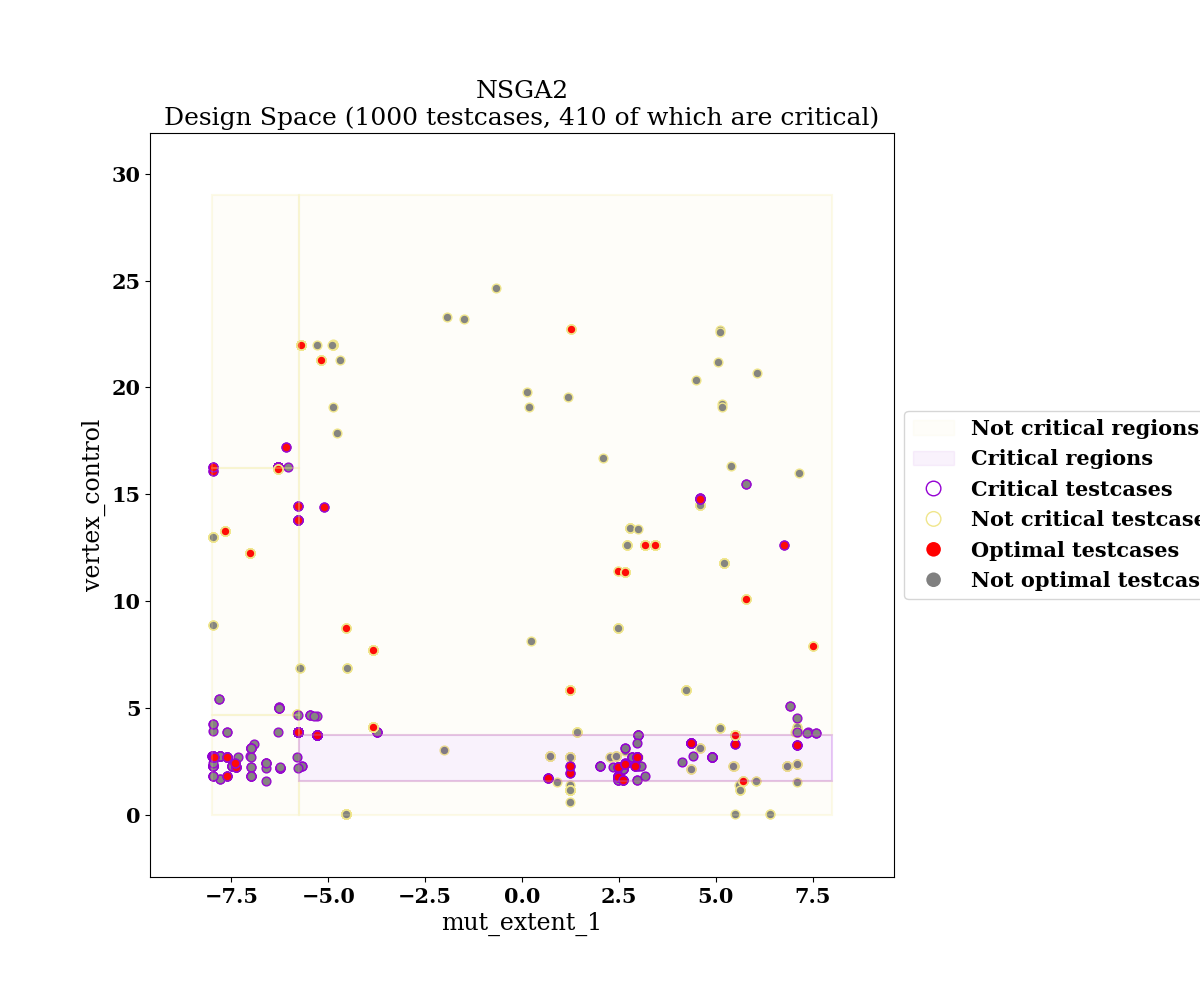 NSGA2
Design Space (1000 testcases, 410 of which are critical)
30
25
20
15
10
5
0
vertex_control
−7.5 −5.0 −2.5 0.0 2.5 5.0 7.5
mut_extent_1
Not critical regions
Critical regions
Critical testcases
Not critical testcase
Optimal testcases
Not optimal testcas